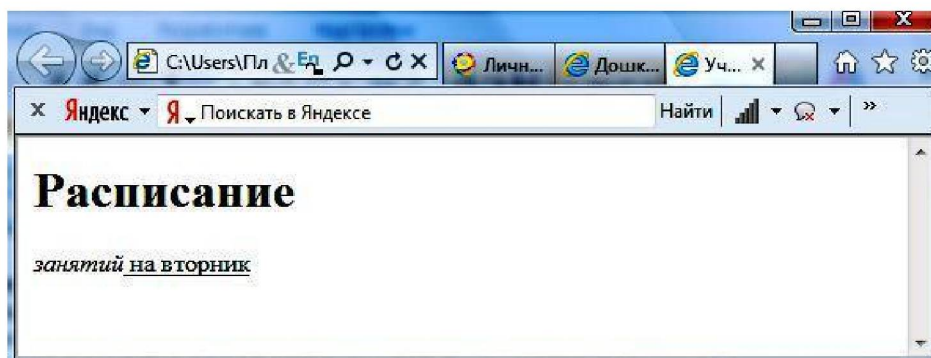 C:\Users\Пл
Личн... Дошк... Уч...
Яндекс Я Поискать в Яндексе Найти
Расписание
занятий на вторник